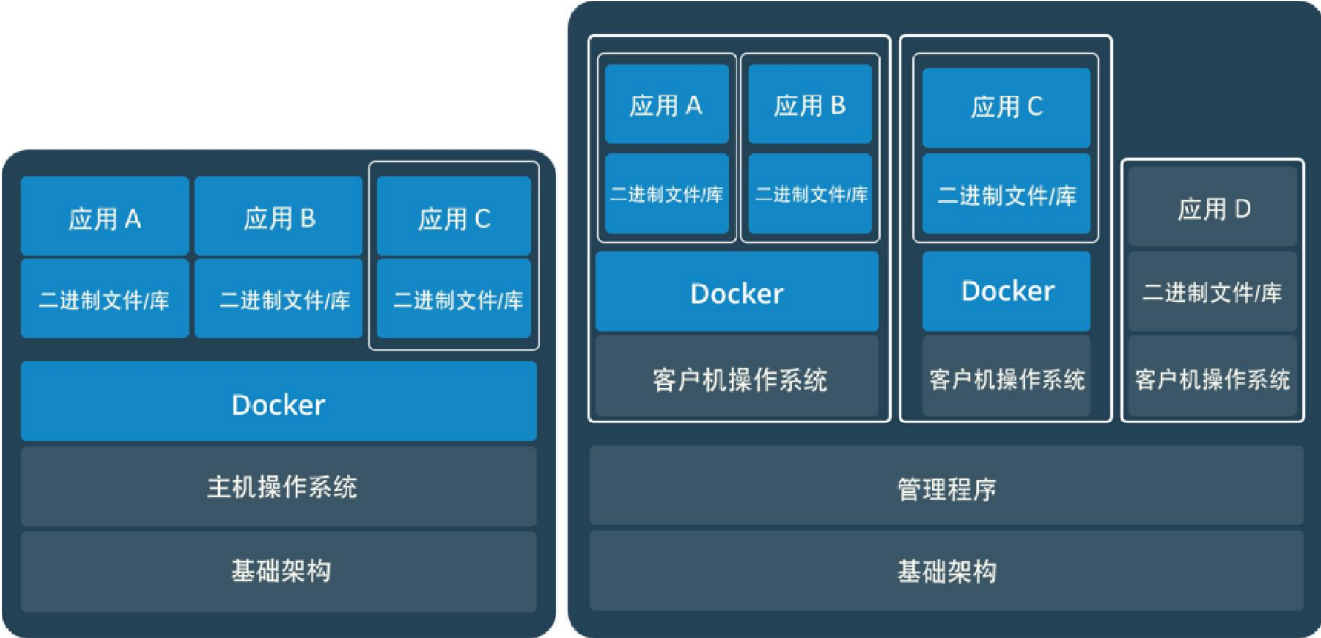 应用 A
应用 B
应用 C
二进制文件/库
二进制文件/库
二进制文件/库
Docker
主机操作系统
基础架构
应用 A
应用 B
二进制文件/库
二进制文件/库
Docker
客户机操作系统
应用 C
二进制文件/库
Docker
客户机操作系统
应用 D
二进制文件/库
客户机操作系统
管理程序
基础架构